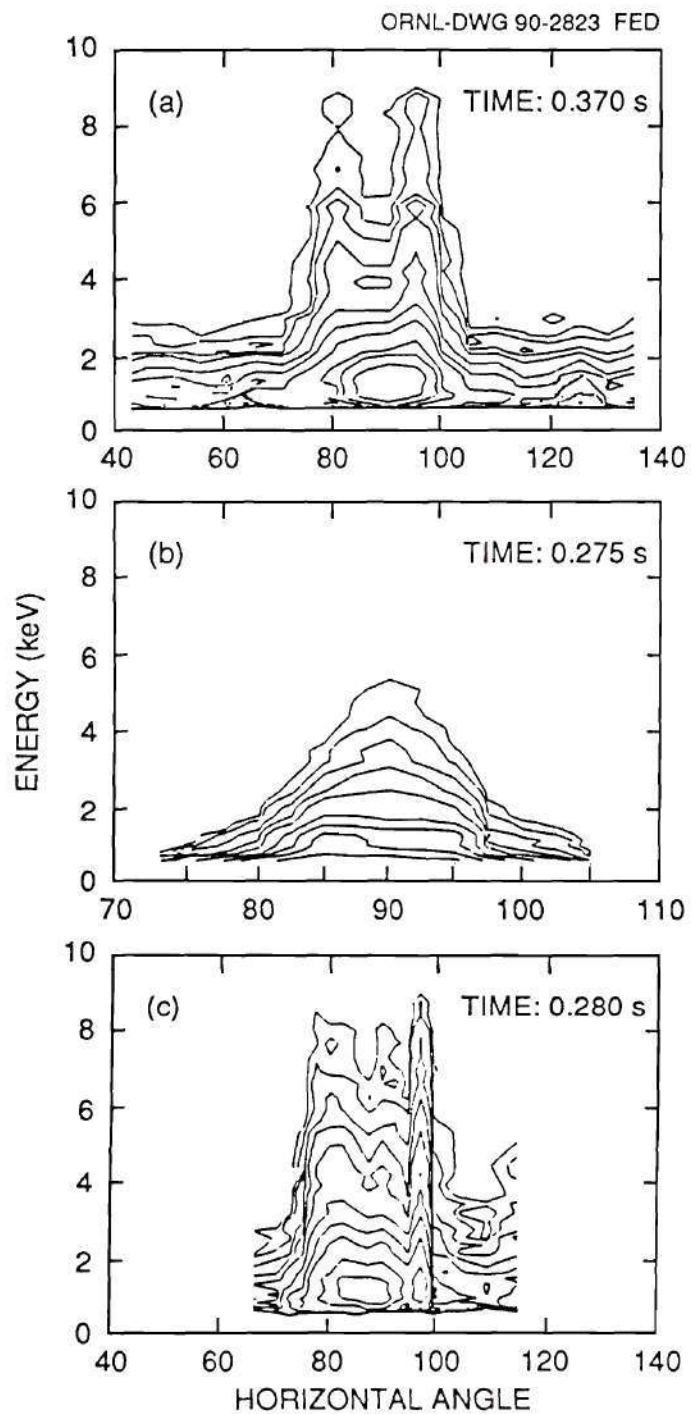 ORNL-DWG 90-2823 FED
(a) TIME: 0.370 s
10
8
6
4
2
0
40 60 80 100 120 140
(b) TIME: 0.275 s
10
8
6
4
2
0
70 80 90 100 110
ENERGY (keV)
(c) TIME: 0.280 s
10
8
6
4
2
0
40 60 80 100 120 140
HORIZONTAL ANGLE